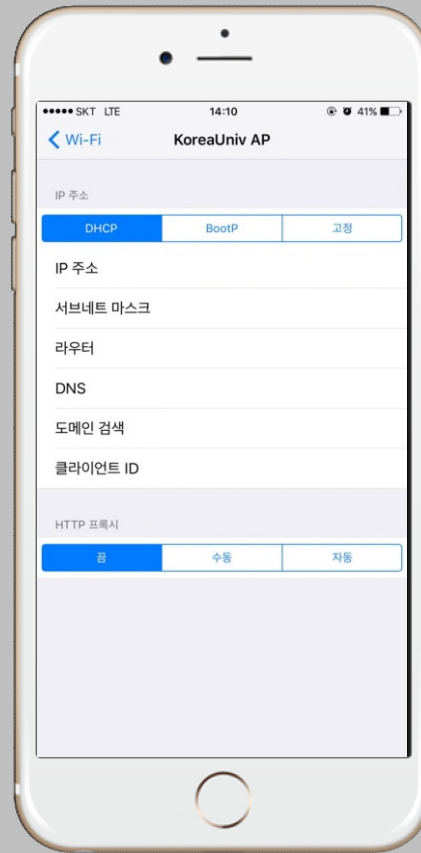 ●●●●● SKT LTE 14:10 41%
Wi-Fi KoreaUniv AP
IP 주소
DHCP BootP 고정
IP 주소
서브네트 마스크
라우터
DNS
도메인 검색
클라이언트 ID
HTTP 프록시
끔 수동 자동